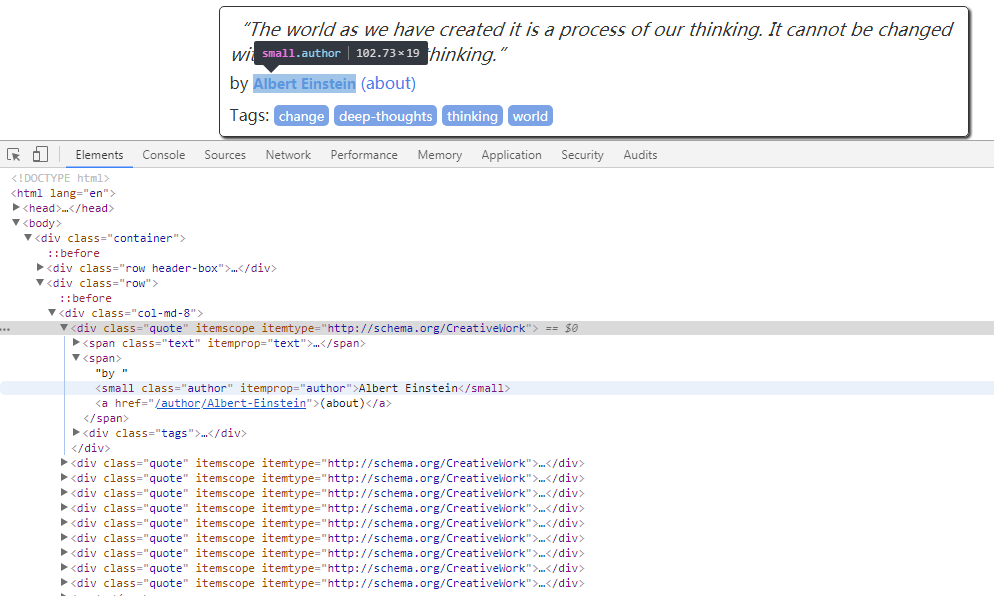 “The world as we have created it is a process of our thinking. It cannot be changed
wit thinking.”
small.author 102.73×19
by Albert Einstein (about)
Tags: change deep-thoughts thinking world
Elements Console Sources Network Performance Memory Application Security Audits
<!DOCTYPE html>
<html lang="en">
<head>…</head>
<body>
<div class="container">
::before
<div class="row header-box">…</div>
<div class="row">
::before
<div class="col-md-8">
… <div class="quote" itemscope itemtype="http://schema.org/CreativeWork"> == $0
<span class="text" itemprop="text">…</span>
<span>
"by "
<small class="author" itemprop="author">Albert Einstein</small>
<a href="/author/Albert-Einstein">(about)</a>
</span>
<div class="tags">…</div>
</div>
<div class="quote" itemscope itemtype="http://schema.org/CreativeWork">…</div>
<div class="quote" itemscope itemtype="http://schema.org/CreativeWork">…</div>
<div class="quote" itemscope itemtype="http://schema.org/CreativeWork">…</div>
<div class="quote" itemscope itemtype="http://schema.org/CreativeWork">…</div>
<div class="quote" itemscope itemtype="http://schema.org/CreativeWork">…</div>
<div class="quote" itemscope itemtype="http://schema.org/CreativeWork">…</div>
<div class="quote" itemscope itemtype="http://schema.org/CreativeWork">…</div>
<div class="quote" itemscope itemtype="http://schema.org/CreativeWork">…</div>
<div class="quote" itemscope itemtype="http://schema.org/CreativeWork">…</div>